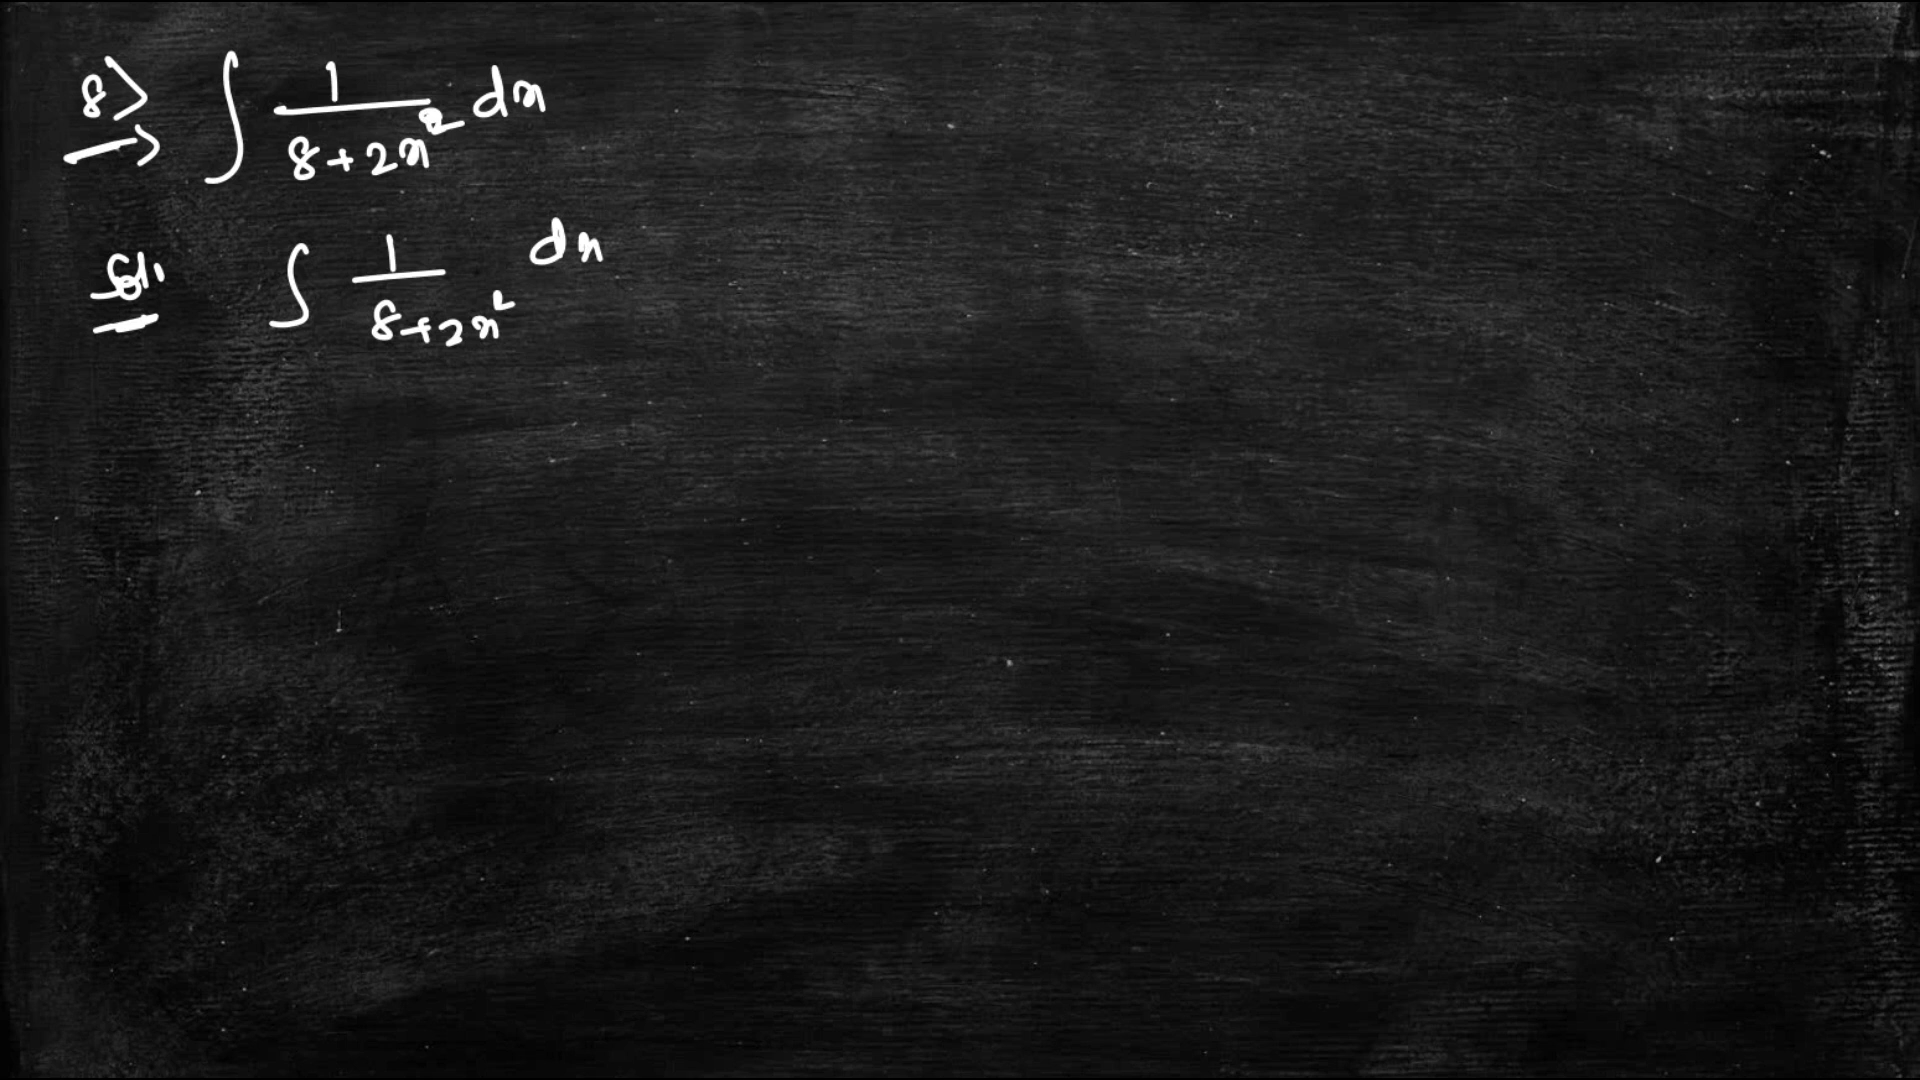 8> ∫ 1/(8+2x²) dx
Sol. ∫ 1/(8+2x²) dx